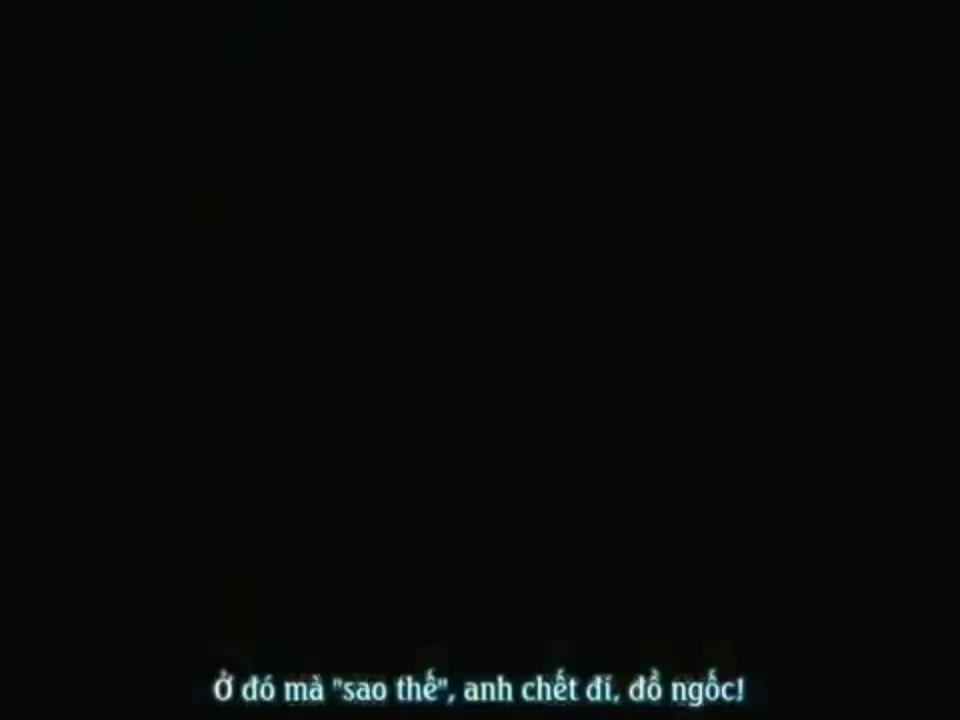 Ở đó mà "sao thế", anh chết đi, đồ ngốc!